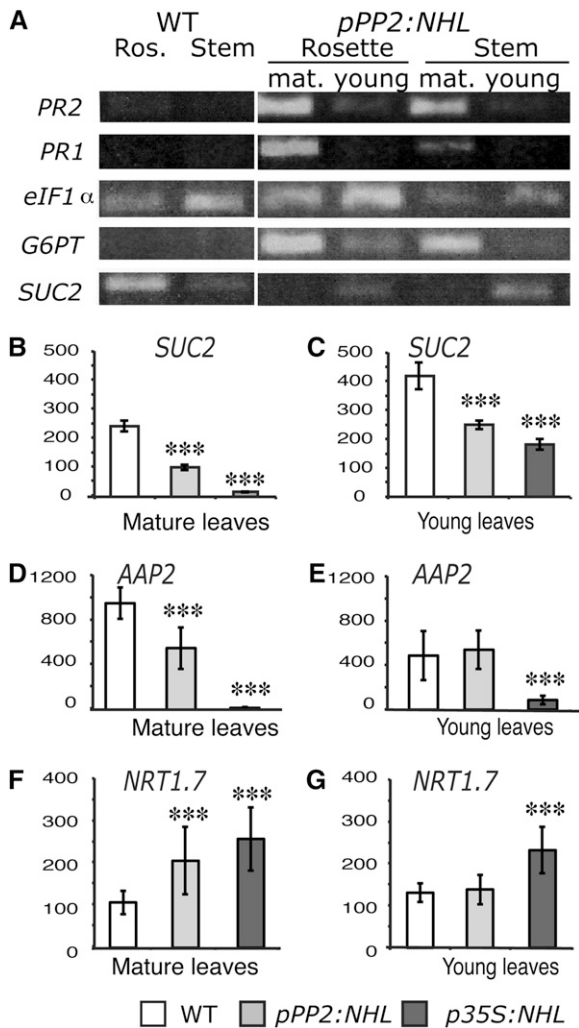 A WT pPP2:NHL
Ros. Stem Rosette Stem
mat. young mat. young
PR2
PR1
eIF1 α
G6PT
SUC2
B SUC2
500
400
300
200
100
0
***
***
Mature leaves
C SUC2
500
400
300
200
100
0
***
***
Young leaves
D AAP2
1200
800
400
0
***
***
Mature leaves
E AAP2
1200
800
400
0
***
Young leaves
F NRT1.7
400
300
200
100
0
***
***
Mature leaves
G NRT1.7
400
300
200
100
0
***
Young leaves
WT pPP2:NHL p35S:NHL